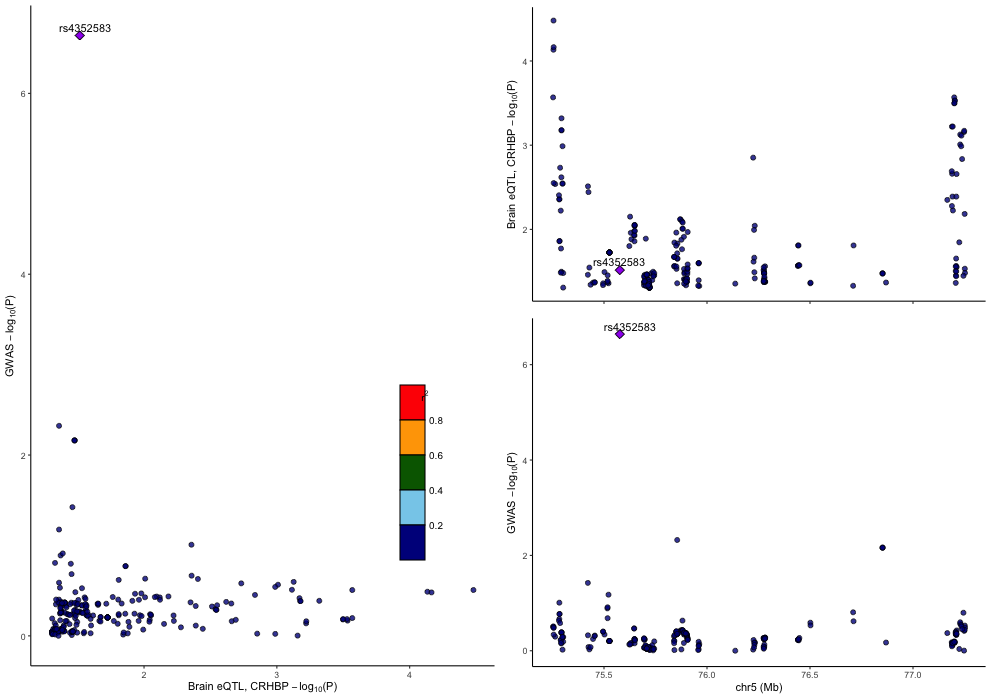 rs4352583
6
4
2
0
GWAS − log10(P)
2
3
4
Brain eQTL, CRHBP − log10(P)
r2
0.8
0.6
0.4
0.2
rs4352583
4
3
2
Brain eQTL, CRHBP − log10(P)
rs4352583
6
4
2
0
GWAS − log10(P)
75.5
76.0
76.5
77.0
chr5 (Mb)